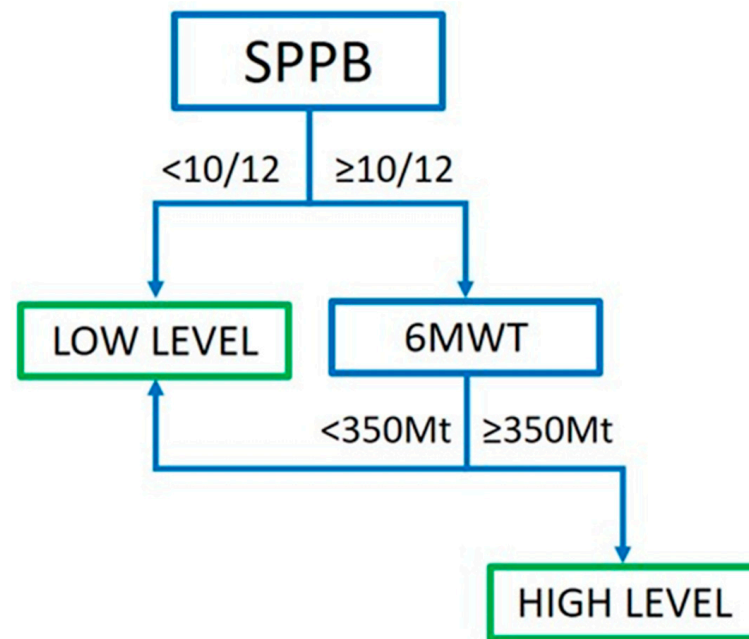 SPPB
<10/12 ≥10/12
LOW LEVEL 6MWT
<350Mt ≥350Mt
HIGH LEVEL